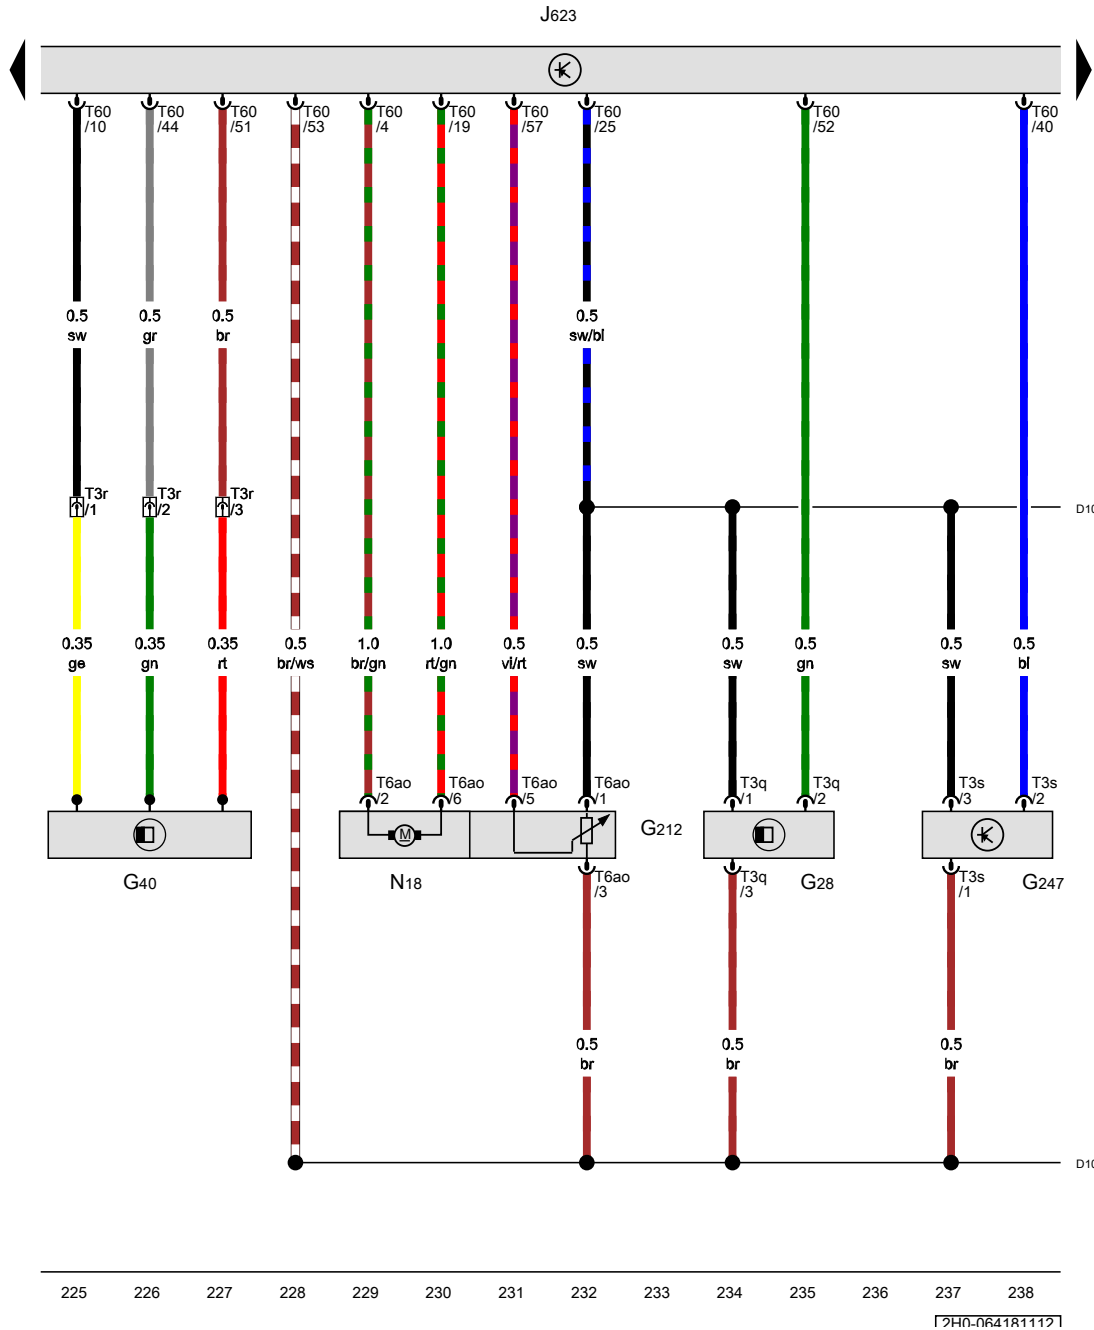 J623
T60 T60 T60 T60 T60 T60 T60 T60 T60 T60
/10 /44 /51 /53 /4 /19 /57 /25 /52 /40
0.5 0.5 0.5 0.5
sw gr br sw/bl
T3r T3r T3r
/1 /2 /3
D10
0.35 0.35 0.35 0.5 1.0 1.0 0.5 0.5 0.5 0.5 0.5 0.5
ge gn rt br/ws br/gn rt/gn vi/rt sw sw gn sw bl
T6ao T6ao T6ao T6ao T3q T3q T3s T3s
/2 /6 /5 /1 /1 /2 /3 /2
M G212
G40 N18 T6ao T3q G28 T3s G247
/3 /3 /1
0.5 0.5 0.5
br br br
D10
225 226 227 228 229 230 231 232 233 234 235 236 237 238
2H0-064181112